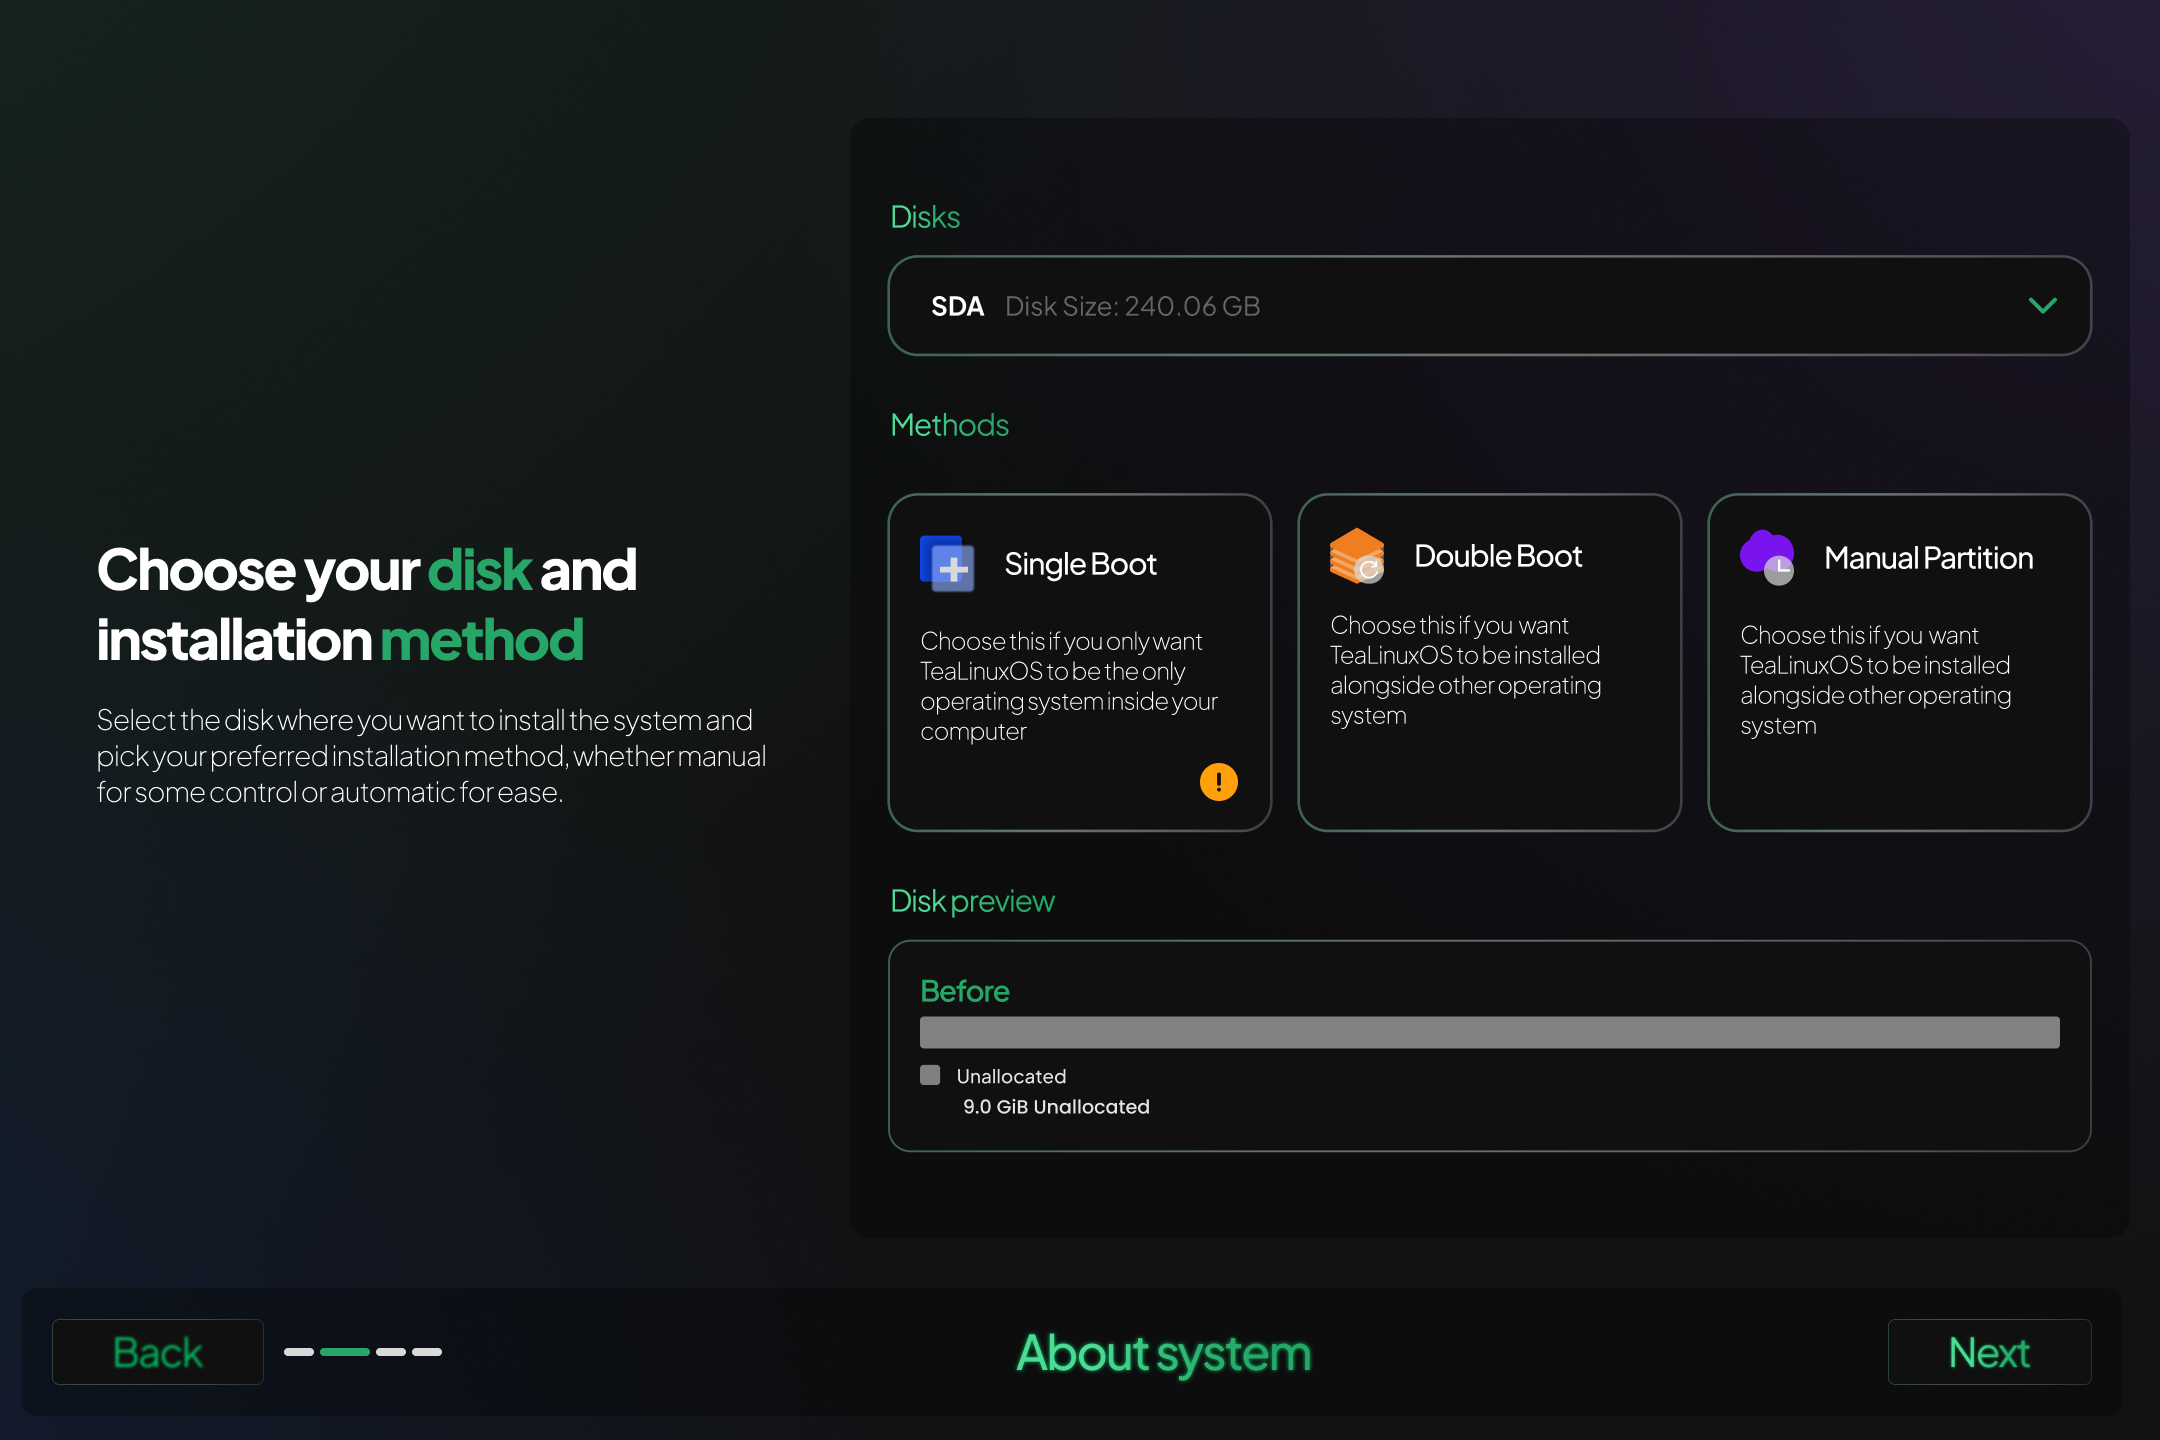 Choose your disk and
installation method
Select the disk where you want to install the system and
pick your preferred installation method, whether manual
for some control or automatic for ease.
Disks
SDA Disk Size: 240.06 GB
Methods
Single Boot
Choose this if you only want
TeaLinuxOS to be the only
operating system inside your
computer
Double Boot
Choose this if you want
TeaLinuxOS to be installed
alongside other operating
system
Manual Partition
Choose this if you want
TeaLinuxOS to be installed
alongside other operating
system
Disk preview
Before
Unallocated
9.0 GiB Unallocated
Back
About system
Next